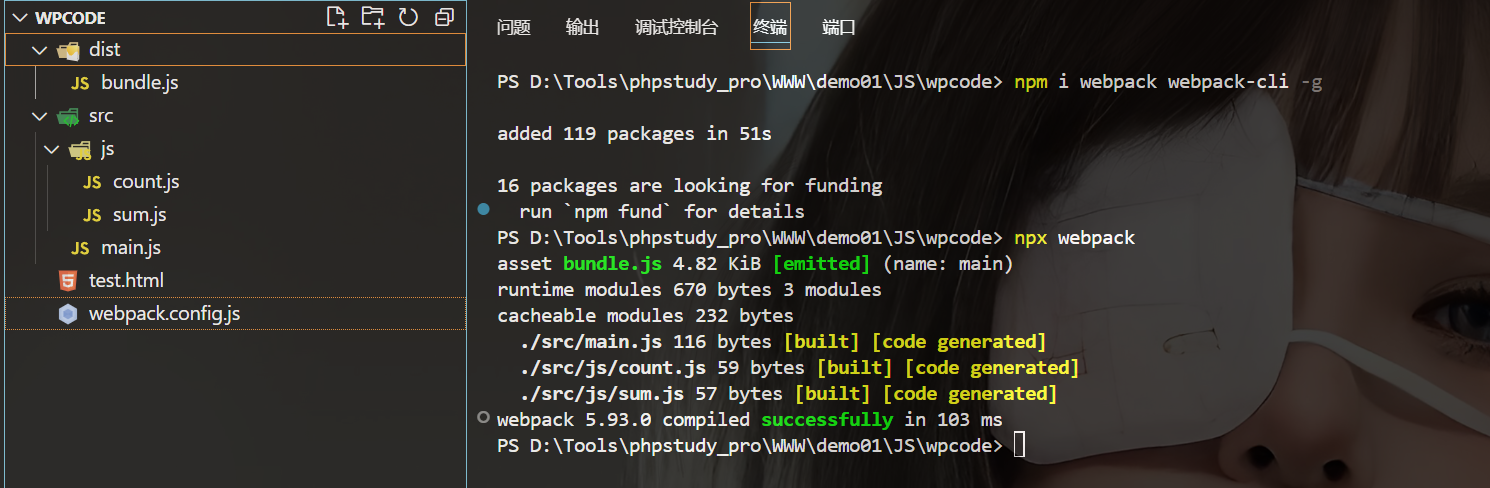 WPCODE
dist
JS bundle.js
src
js
JS count.js
JS sum.js
JS main.js
test.html
webpack.config.js
问题 输出 调试控制台 终端 端口
PS D:\Tools\phpstudy_pro\WWW\demo01\JS\wpcode> npm i webpack webpack-cli -g
added 119 packages in 51s
16 packages are looking for funding
run `npm fund` for details
PS D:\Tools\phpstudy_pro\WWW\demo01\JS\wpcode> npx webpack
asset bundle.js 4.82 KiB [emitted] (name: main)
runtime modules 670 bytes 3 modules
cacheable modules 232 bytes
./src/main.js 116 bytes [built] [code generated]
./src/js/count.js 59 bytes [built] [code generated]
./src/js/sum.js 57 bytes [built] [code generated]
webpack 5.93.0 compiled successfully in 103 ms
PS D:\Tools\phpstudy_pro\WWW\demo01\JS\wpcode>